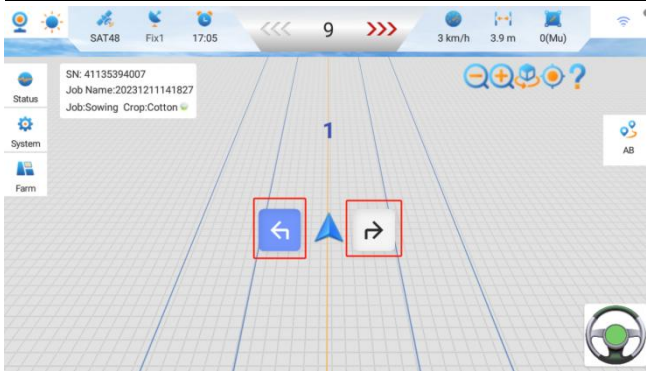 SAT48
Fix1
17:05
<<< 9 >>>
3 km/h
3.9 m
0(Mu)
SN: 41135394007
Job Name:20231211141827
Job:Sowing Crop:Cotton
Status
System
Farm
?
AB
1